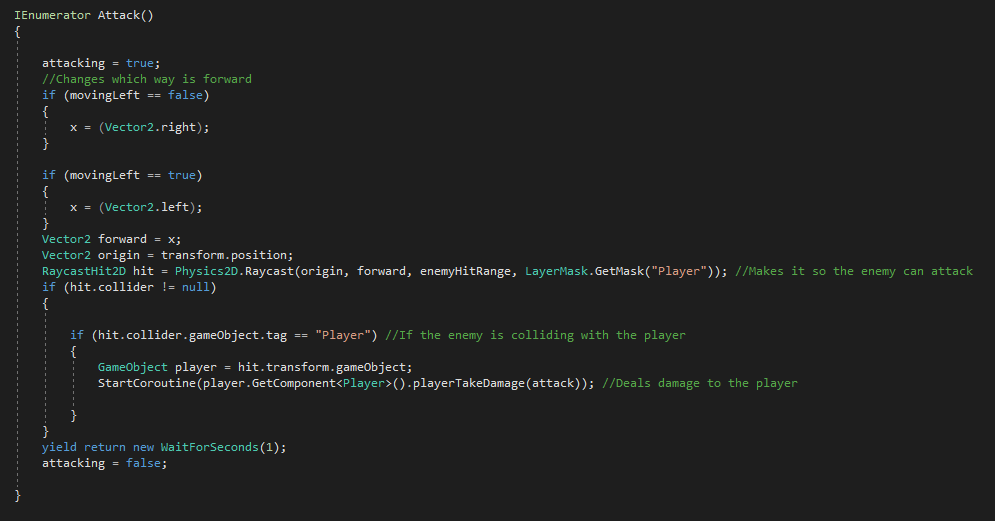 IEnumerator Attack()
{
attacking = true;
//Changes which way is forward
if (movingLeft == false)
{
x = (Vector2.right);
}
if (movingLeft == true)
{
x = (Vector2.left);
}
Vector2 forward = x;
Vector2 origin = transform.position;
RaycastHit2D hit = Physics2D.Raycast(origin, forward, enemyHitRange, LayerMask.GetMask("Player")); //Makes it so the enemy can attack
if (hit.collider != null)
{
if (hit.collider.gameObject.tag == "Player") //If the enemy is colliding with the player
{
GameObject player = hit.transform.gameObject;
StartCoroutine(player.GetComponent<Player>().playerTakeDamage(attack)); //Deals damage to the player
}
}
yield return new WaitForSeconds(1);
attacking = false;
}